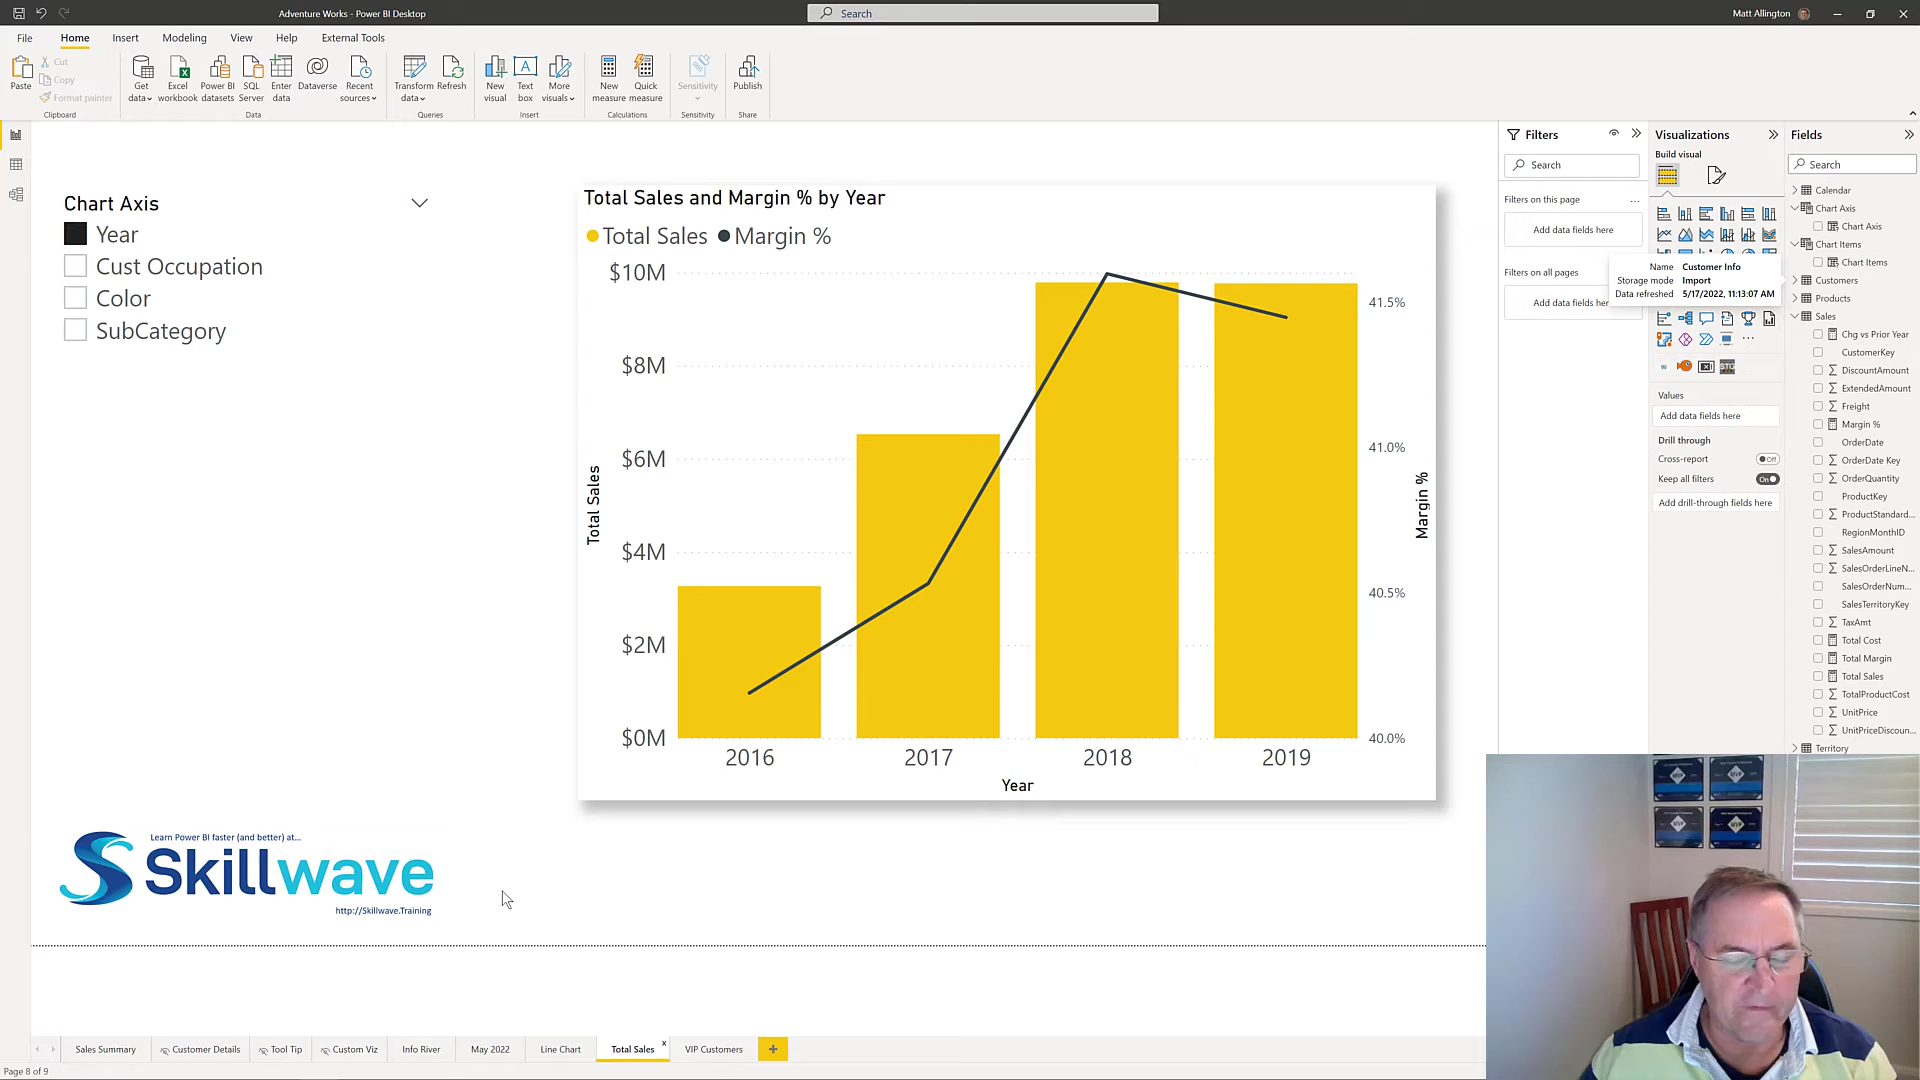 Adventure Works - Power BI Desktop
Search
Matt Allington
File
Home
Insert
Modeling
View
Help
External Tools
Paste
Cut
Copy
Format painter
Clipboard
Get data
Excel workbook
Power BI datasets
SQL Server
Enter data
Dataverse
Recent sources
Data
Transform data
Refresh
Queries
New visual
Text box
More visuals
Insert
New measure
Quick measure
Calculations
Sensitivity
Sensitivity
Publish
Share
Chart Axis
Year
Cust Occupation
Color
SubCategory
Total Sales and Margin % by Year
Total Sales
Margin %
$10M
$8M
$6M
$4M
$2M
$0M
Total Sales
41.5%
41.0%
40.5%
40.0%
Margin %
2016
2017
2018
2019
Year
Learn Power BI faster (and better) at...
Skillwave
http://Skillwave.Training
Filters
Search
Filters on this page
...
Add data fields here
Filters on all pages
Add data fields her
Visualizations
Build visual
Name Customer Info
Storage mode Import
Data refreshed 5/17/2022, 11:13:07 AM
Values
Add data fields here
Drill through
Cross-report
Off
Keep all filters
On
Add drill-through fields here
Fields
Search
Calendar
Chart Axis
Chart Axis
Chart Items
Chart Items
Customers
Products
Sales
Chg vs Prior Year
CustomerKey
DiscountAmount
ExtendedAmount
Freight
Margin %
OrderDate
OrderDate Key
OrderQuantity
ProductKey
ProductStandard...
RegionMonthID
SalesAmount
SalesOrderLineN...
SalesOrderNum...
SalesTerritoryKey
TaxAmt
Total Cost
Total Margin
Total Sales
TotalProductCost
UnitPrice
UnitPriceDiscoun...
Territory
Sales Summary
Customer Details
Tool Tip
Custom Viz
Info River
May 2022
Line Chart
Total Sales
x
VIP Customers
+
Page 8 of 9